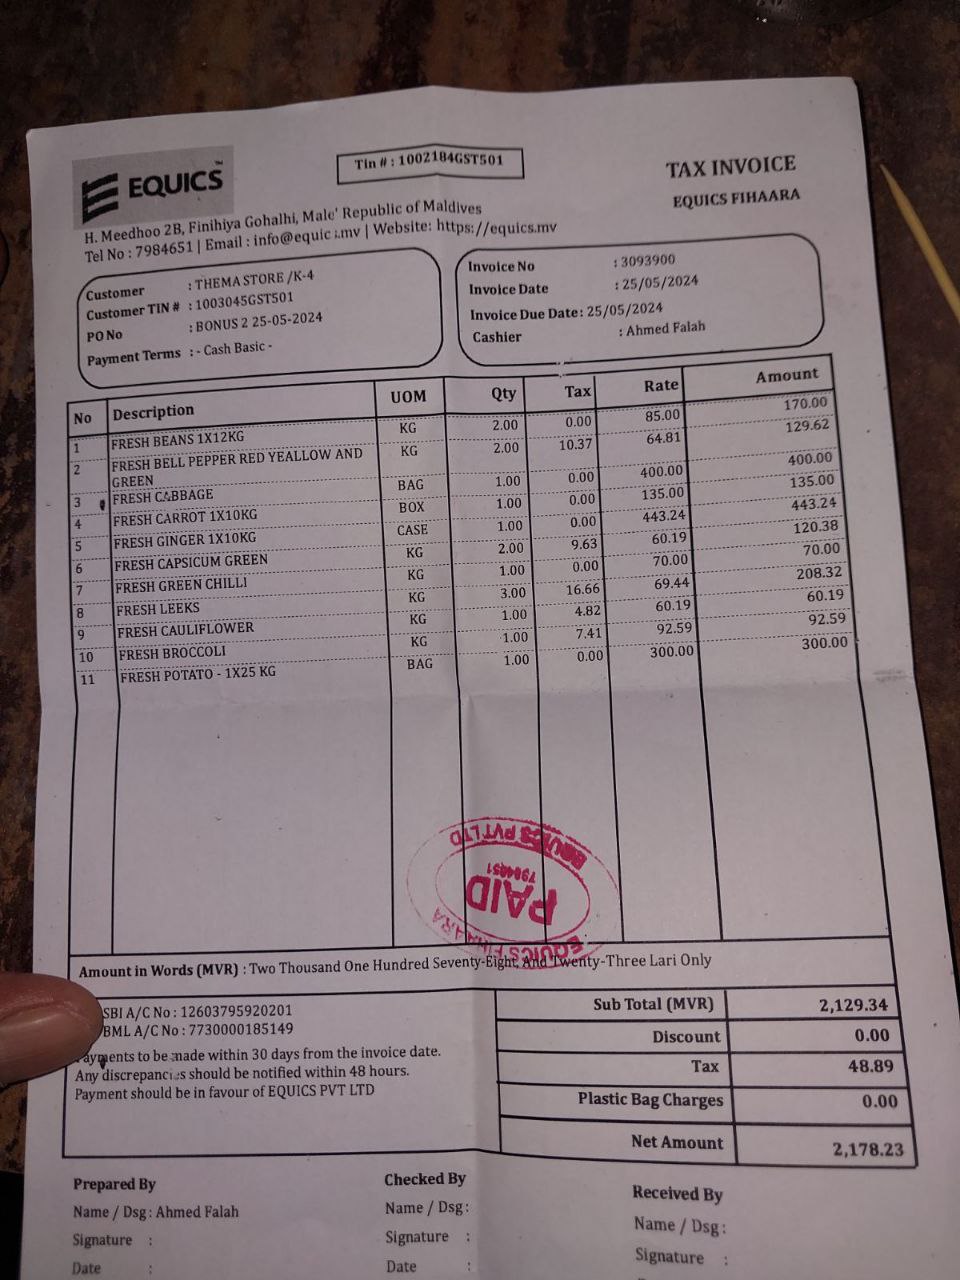 EQUICS
Tin # : 1002184GST501
TAX INVOICE
EQUICS FIHAARA
H. Meedhoo 2B, Finihiya Gohalhi, Male' Republic of Maldives
Tel No : 7984651 | Email : info@equics.mv | Website: https://equics.mv
Customer : THEMA STORE /K-4
Customer TIN # : 1003045GST501
PO No : BONUS 2 25-05-2024
Payment Terms : - Cash Basic -
Invoice No : 3093900
Invoice Date : 25/05/2024
Invoice Due Date: 25/05/2024
Cashier : Ahmed Falah
No Description UOM Qty Tax Rate Amount
1 FRESH BEANS 1X12KG KG 2.00 0.00 85.00 170.00
2 FRESH BELL PEPPER RED YEALLOW AND KG 2.00 10.37 64.81 129.62
GREEN
3 FRESH CABBAGE BAG 1.00 0.00 400.00 400.00
4 FRESH CARROT 1X10KG BOX 1.00 0.00 135.00 135.00
5 FRESH GINGER 1X10KG CASE 1.00 0.00 443.24 443.24
6 FRESH CAPSICUM GREEN KG 2.00 9.63 60.19 120.38
7 FRESH GREEN CHILLI KG 1.00 0.00 70.00 70.00
8 FRESH LEEKS KG 3.00 16.66 69.44 208.32
9 FRESH CAULIFLOWER KG 1.00 4.82 60.19 60.19
10 FRESH BROCCOLI KG 1.00 7.41 92.59 92.59
11 FRESH POTATO - 1X25 KG BAG 1.00 0.00 300.00 300.00
EQUICS PVT LTD
7984651
PAID
EQUICS FIHAARA
Amount in Words (MVR) : Two Thousand One Hundred Seventy-Eight, And Twenty-Three Lari Only
SBI A/C No : 12603795920201
BML A/C No : 7730000185149
Payments to be made within 30 days from the invoice date.
Any discrepancies should be notified within 48 hours.
Payment should be in favour of EQUICS PVT LTD
Sub Total (MVR) 2,129.34
Discount 0.00
Tax 48.89
Plastic Bag Charges 0.00
Net Amount 2,178.23
Prepared By
Name / Dsg: Ahmed Falah
Signature :
Date :
Checked By
Name / Dsg:
Signature :
Date :
Received By
Name / Dsg:
Signature :